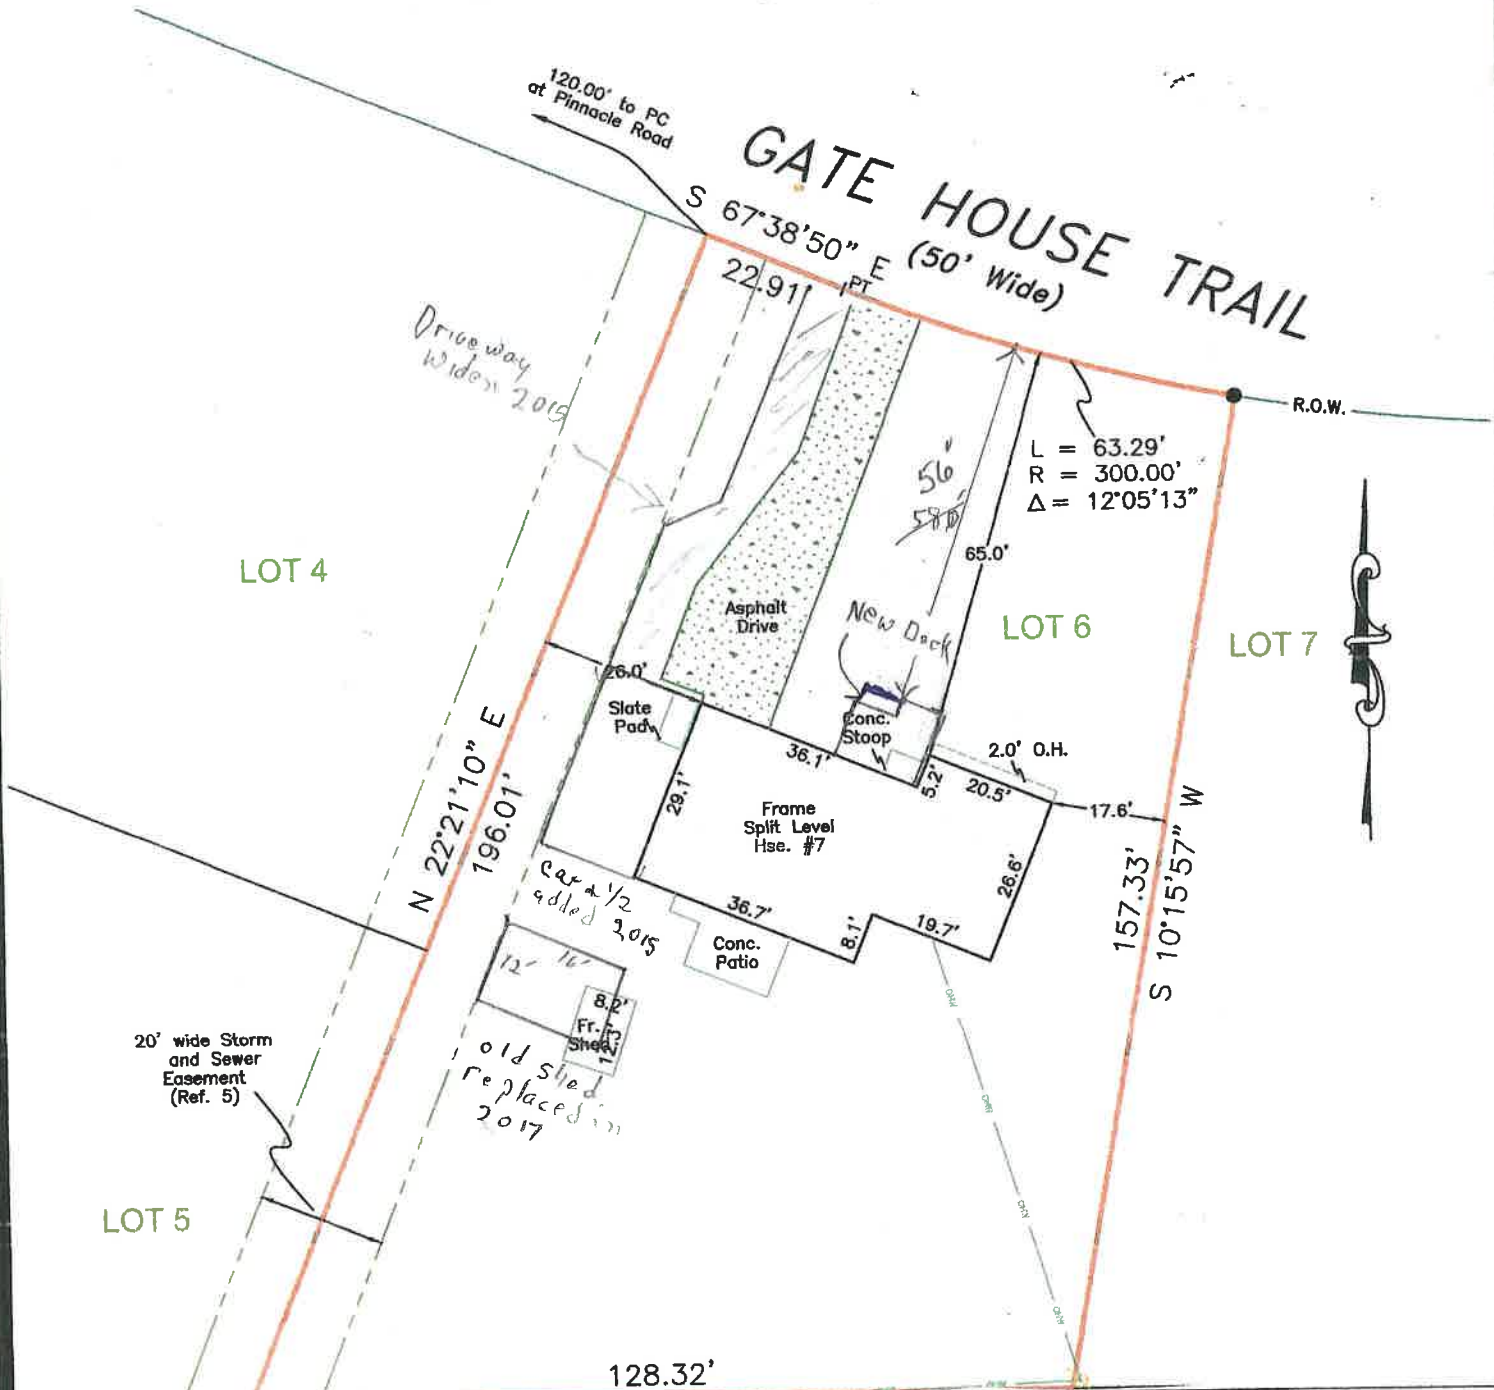 120.00' to PC
at Pinnacle Road
GATE HOUSE TRAIL
(50' Wide)
S 67°38'50" E
22.91'
PT
R.O.W.
Driveway
Widen 2015
L = 63.29'
R = 300.00'
Δ = 12°05'13"
56'
65.0'
LOT 4
Asphalt
Drive
New Deck
LOT 6
LOT 7
26.0'
Slate
Pad
Conc.
Stoop
36.1'
5.2'
2.0' O.H.
20.5'
17.6'
29.1'
Frame
Split Level
Hse. #7
N 22°21'10" E
196.01'
26.6'
157.33'
S 10°15'57" W
Car & 1/2
added 2015
36.7'
8.1'
19.7'
Conc.
Patio
12'
16'
8.2'
12.3'
Fr.
Shed
old Shed
replaced in
2017
20' wide Storm
and Sewer
Easement
(Ref. 5)
LOT 5
128.32'